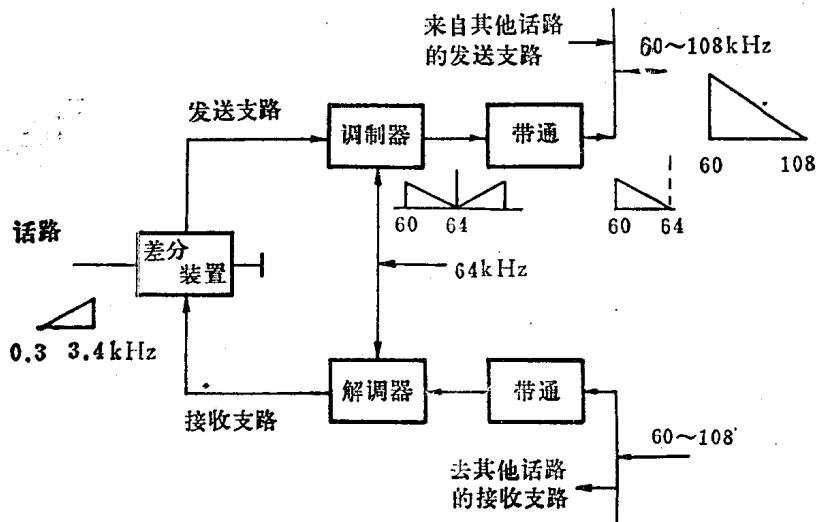 来自其他话路
的发送支路
60~108kHz
发送支路
调制器
带通
60 108
60 64
60 64
话路
差分
装置
64kHz
0.3 3.4kHz
解调器
带通
接收支路
60~108
去其他话路
的接收支路